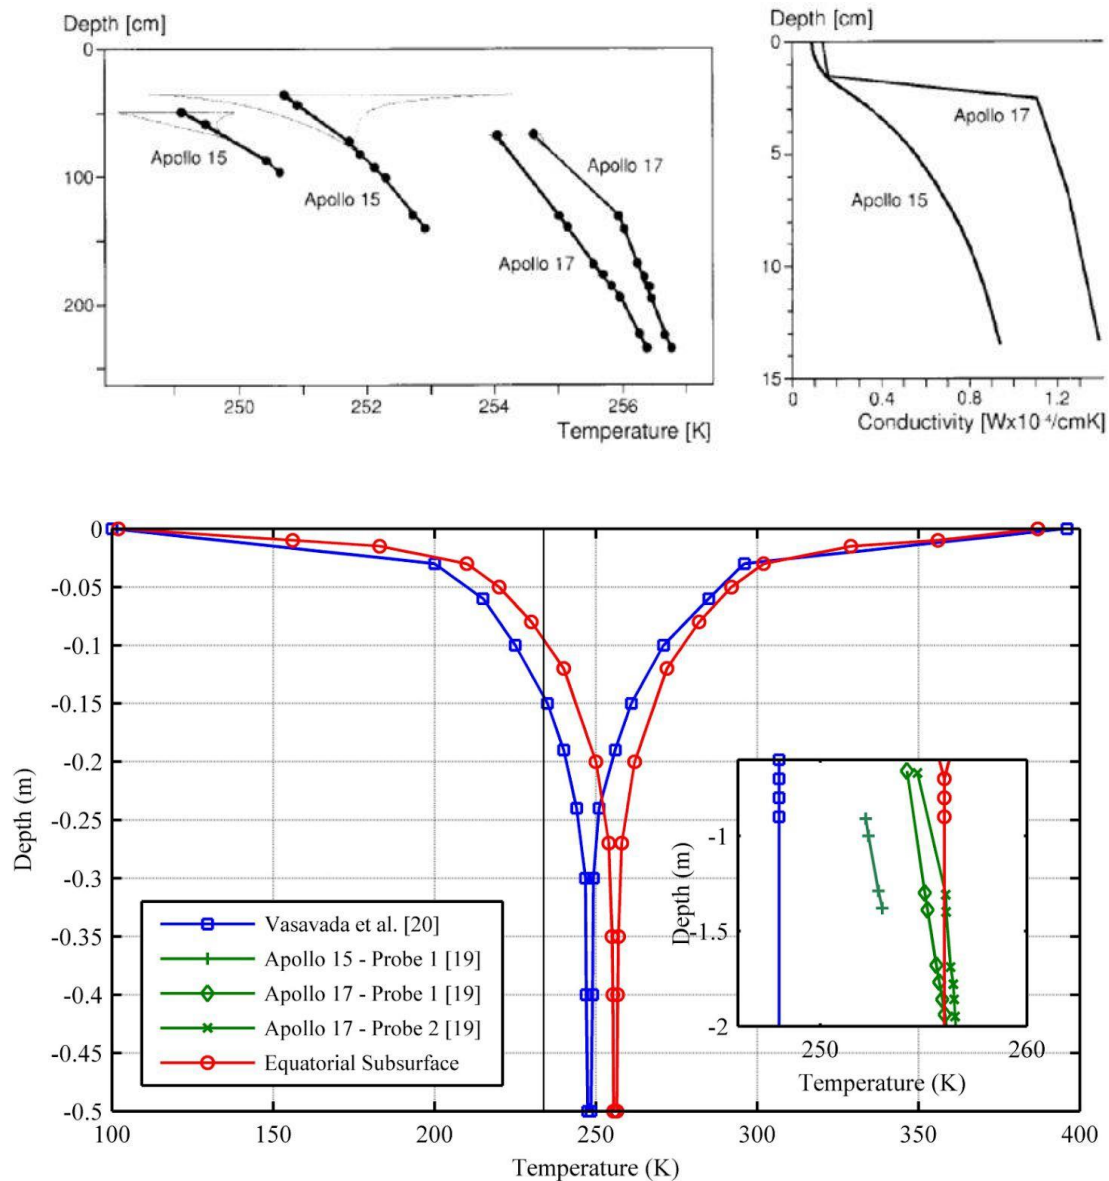 Depth [cm]
0
100
200
Apollo 15
Apollo 15
Apollo 17
Apollo 17
250
252
254
256
Temperature [K]
Depth [cm]
0
5
10
15
Apollo 17
Apollo 15
0
0.4
0.8
1.2
Conductivity [Wx10⁻⁴/cmK]
0
-0.05
-0.1
-0.15
-0.2
-0.25
-0.3
-0.35
-0.4
-0.45
-0.5
Depth (m)
Vasavada et al. [20]
Apollo 15 - Probe 1 [19]
Apollo 17 - Probe 1 [19]
Apollo 17 - Probe 2 [19]
Equatorial Subsurface
-1
-1.5
-2
Depth (m)
250
260
Temperature (K)
100
150
200
250
300
350
400
Temperature (K)